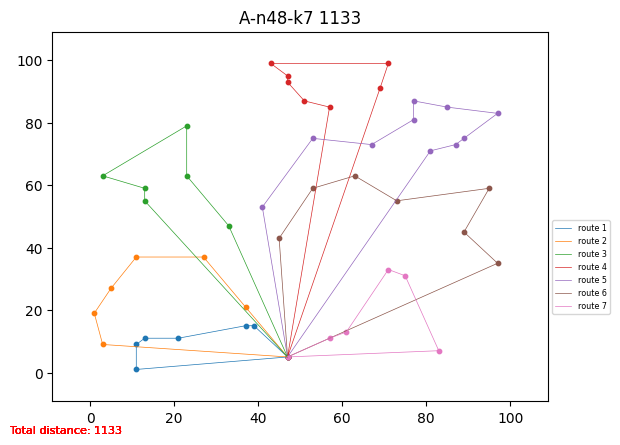 A-n48-k7 1133
100
80
60
40
20
0
0 20 40 60 80 100
route 1
route 2
route 3
route 4
route 5
route 6
route 7
Total distance: 1133